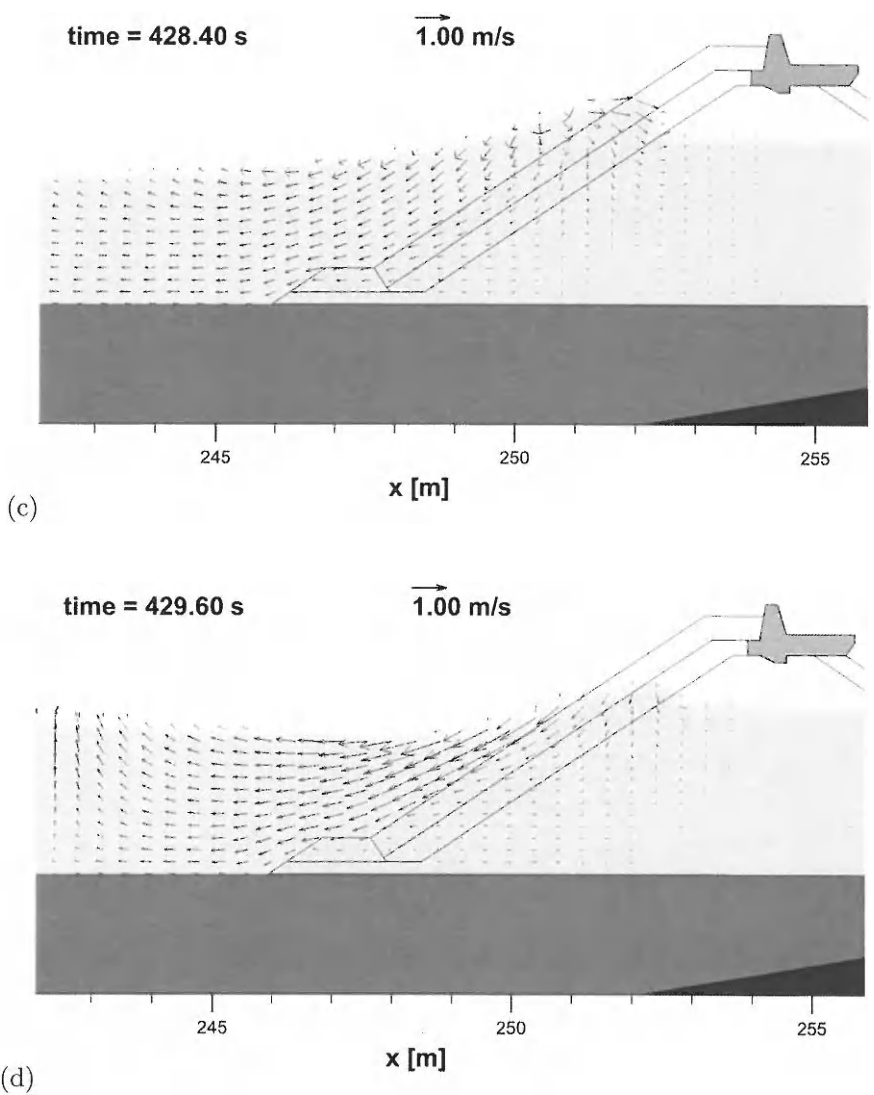 time = 428.40 s 1.00 m/s
245 250 255
x [m]
(c)
time = 429.60 s 1.00 m/s
245 250 255
x [m]
(d)